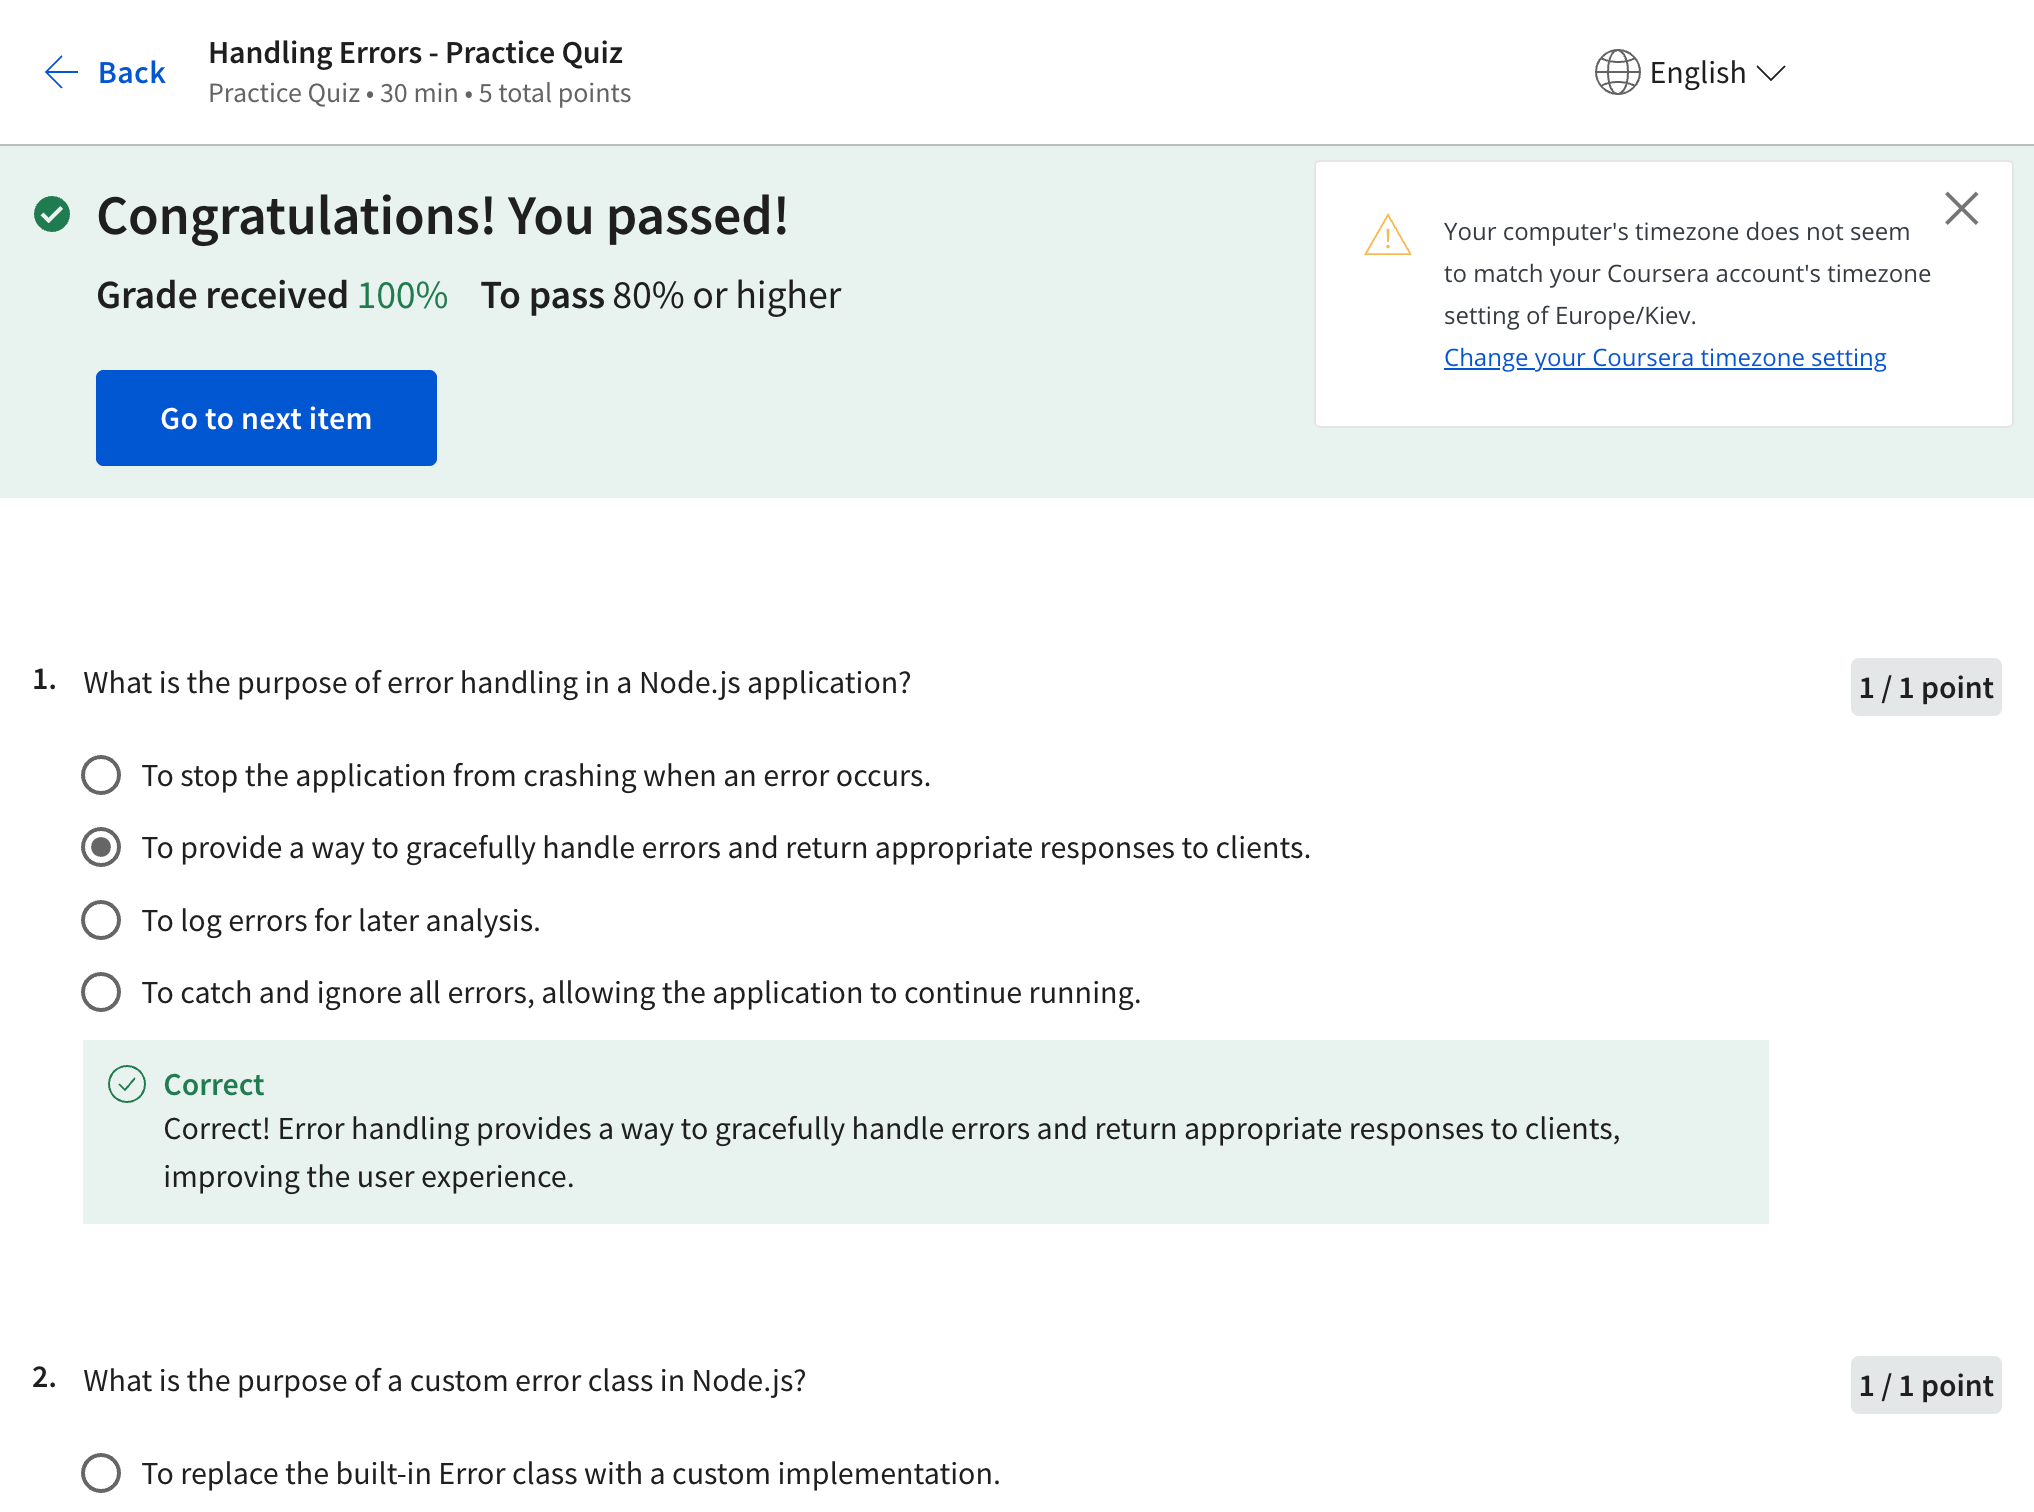 Back
Handling Errors - Practice Quiz
Practice Quiz • 30 min • 5 total points
English
Congratulations! You passed!
Grade received 100% To pass 80% or higher
Go to next item
Your computer's timezone does not seem
to match your Coursera account's timezone
setting of Europe/Kiev.
Change your Coursera timezone setting
1. What is the purpose of error handling in a Node.js application?
1 / 1 point
To stop the application from crashing when an error occurs.
To provide a way to gracefully handle errors and return appropriate responses to clients.
To log errors for later analysis.
To catch and ignore all errors, allowing the application to continue running.
Correct
Correct! Error handling provides a way to gracefully handle errors and return appropriate responses to clients,
improving the user experience.
2. What is the purpose of a custom error class in Node.js?
1 / 1 point
To replace the built-in Error class with a custom implementation.